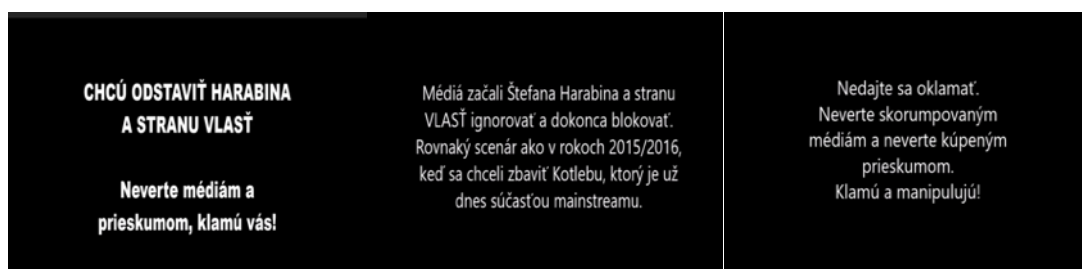 CHCÚ ODSTAVIŤ HARABINA
A STRANU VLASŤ
Neverte médiám a
prieskumom, klamú vás!
Médiá začali Štefana Harabina a stranu
VLASŤ ignorovať a dokonca blokovať.
Rovnaký scenár ako v rokoch 2015/2016,
keď sa chceli zbaviť Kotlebu, ktorý je už
dnes súčasťou mainstreamu.
Nedajte sa oklamať.
Neverte skorumpovaným
médiám a neverte kúpeným
prieskumom.
Klamú a manipulujú!